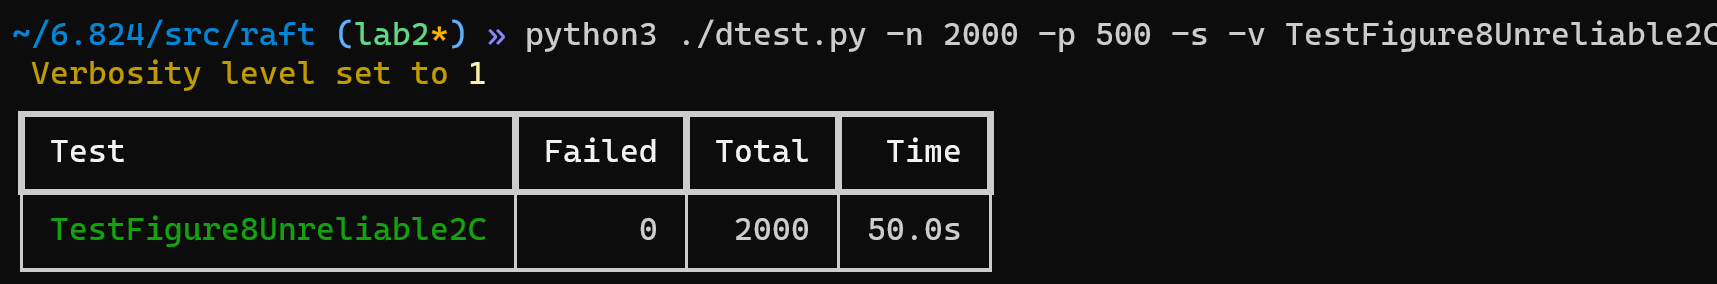 ~/6.824/src/raft (lab2*) » python3 ./dtest.py -n 2000 -p 500 -s -v TestFigure8Unreliable2C
Verbosity level set to 1
Test Failed Total Time
TestFigure8Unreliable2C 0 2000 50.0s